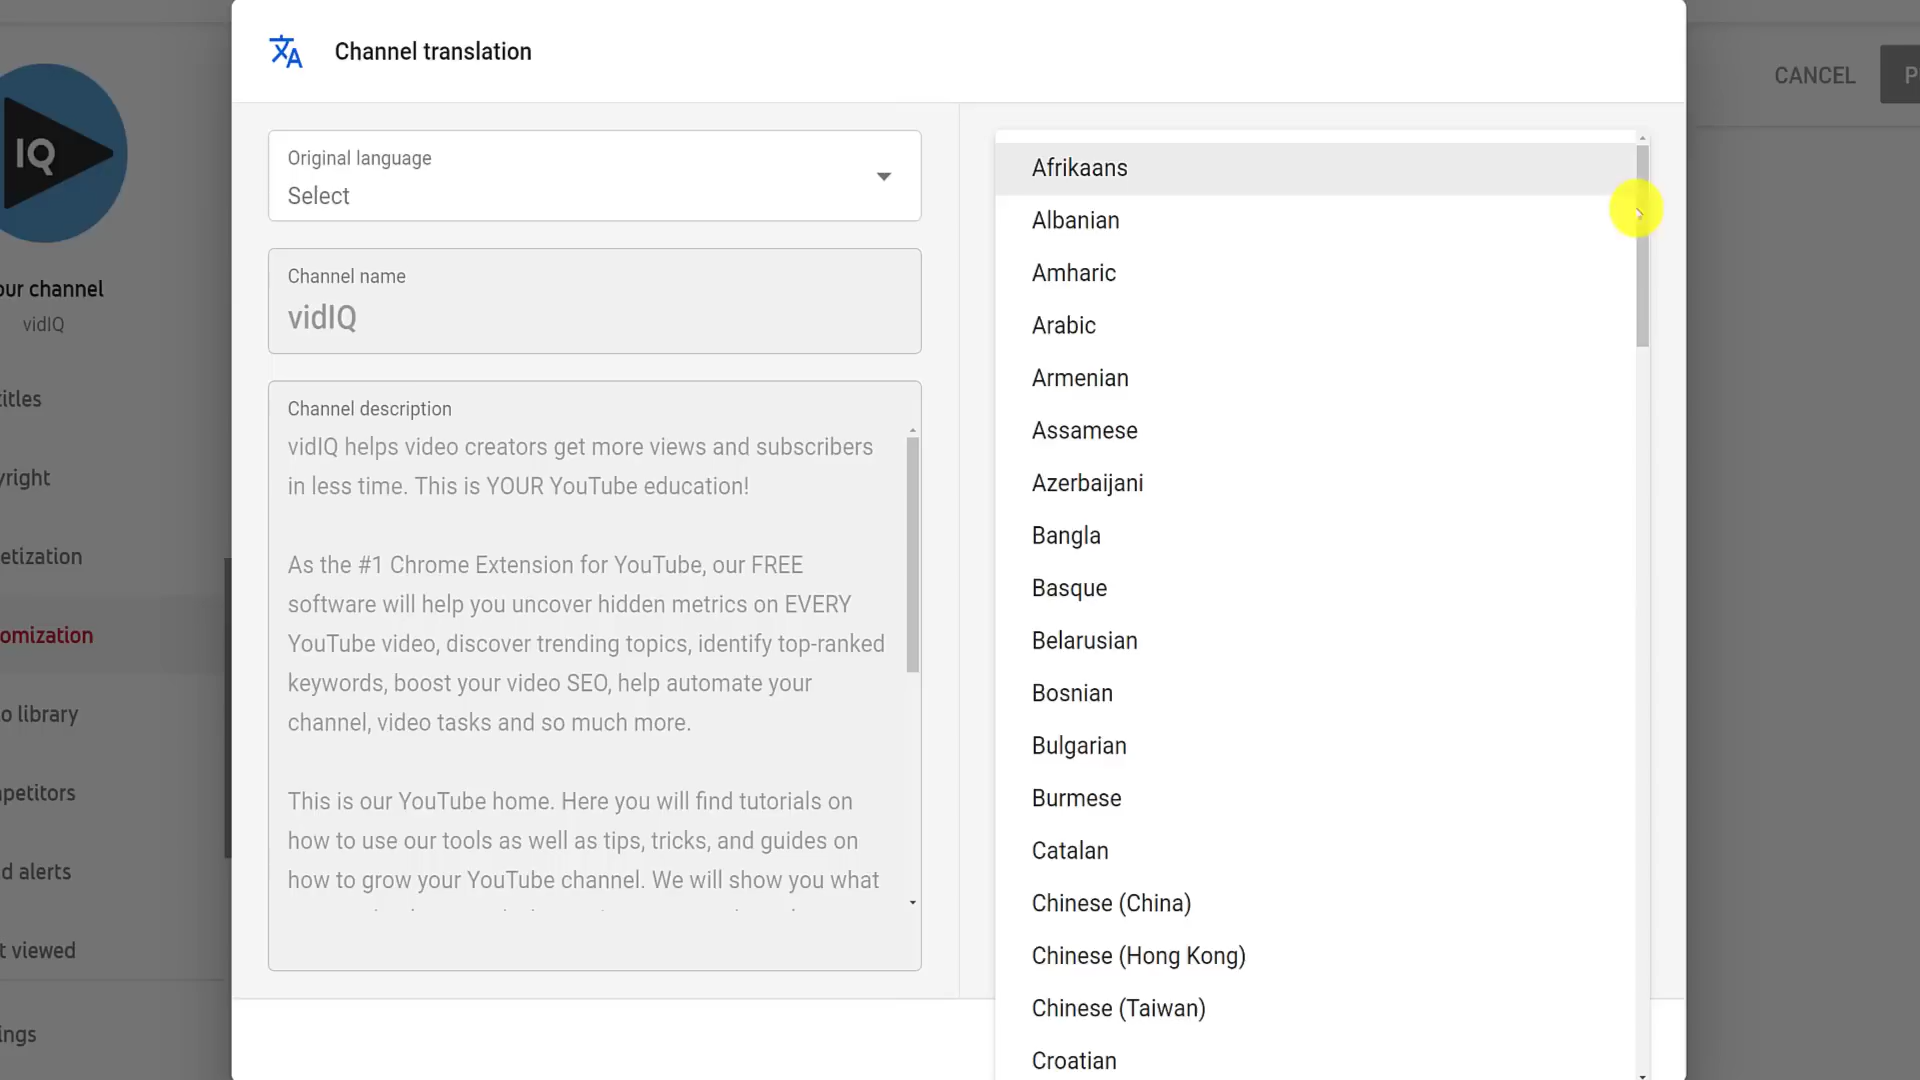 Channel translation
CANCEL
P
IQ
our channel
vidIQ
itles
yright
etization
omization
o library
petitors
d alerts
t viewed
ings
Original language
Select
Channel name
vidIQ
Channel description
vidIQ helps video creators get more views and subscribers
in less time. This is YOUR YouTube education!
As the #1 Chrome Extension for YouTube, our FREE
software will help you uncover hidden metrics on EVERY
YouTube video, discover trending topics, identify top-ranked
keywords, boost your video SEO, help automate your
channel, video tasks and so much more.
This is our YouTube home. Here you will find tutorials on
how to use our tools as well as tips, tricks, and guides on
how to grow your YouTube channel. We will show you what
Afrikaans
Albanian
Amharic
Arabic
Armenian
Assamese
Azerbaijani
Bangla
Basque
Belarusian
Bosnian
Bulgarian
Burmese
Catalan
Chinese (China)
Chinese (Hong Kong)
Chinese (Taiwan)
Croatian